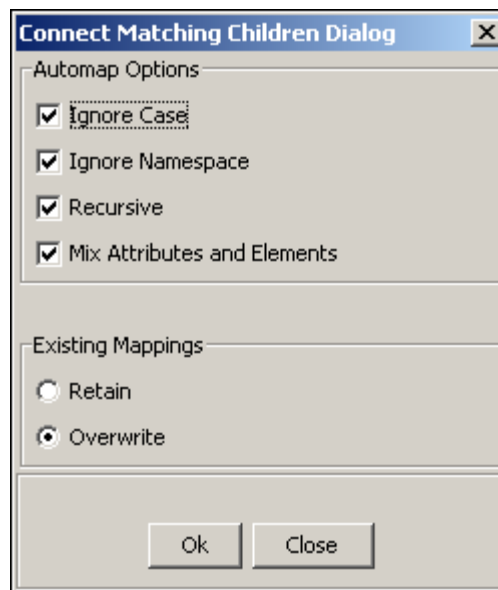 Connect Matching Children Dialog
Automap Options
Ignore Case
Ignore Namespace
Recursive
Mix Attributes and Elements
Existing Mappings
Retain
Overwrite
Ok Close